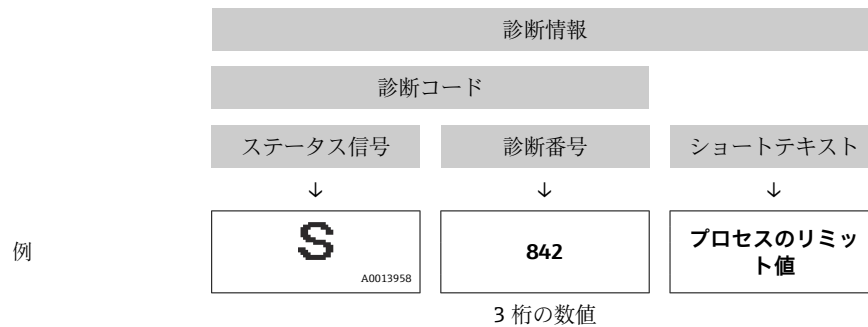 診断情報
診断コード
ステータス信号 診断番号 ショートテキスト
↓ ↓ ↓
例 S 842 プロセスのリミッ
ト値
A0013958
3 桁の数値